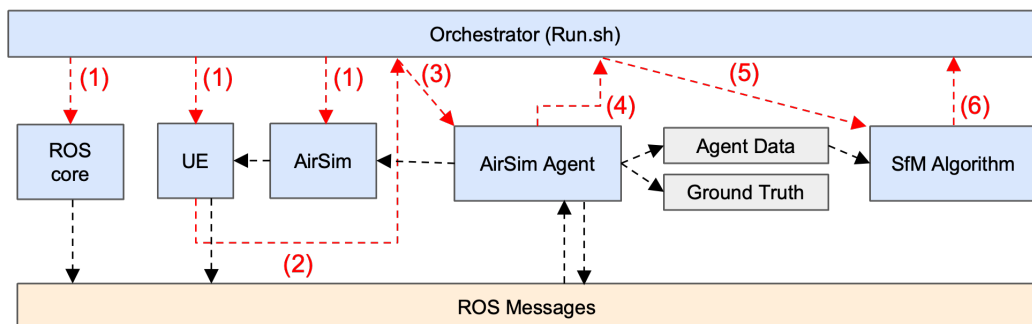 Orchestrator (Run.sh)
(1)
(1)
(1)
(3)
(4)
(5)
(6)
ROS
core
UE
AirSim
AirSim Agent
Agent Data
Ground Truth
SfM Algorithm
(2)
ROS Messages